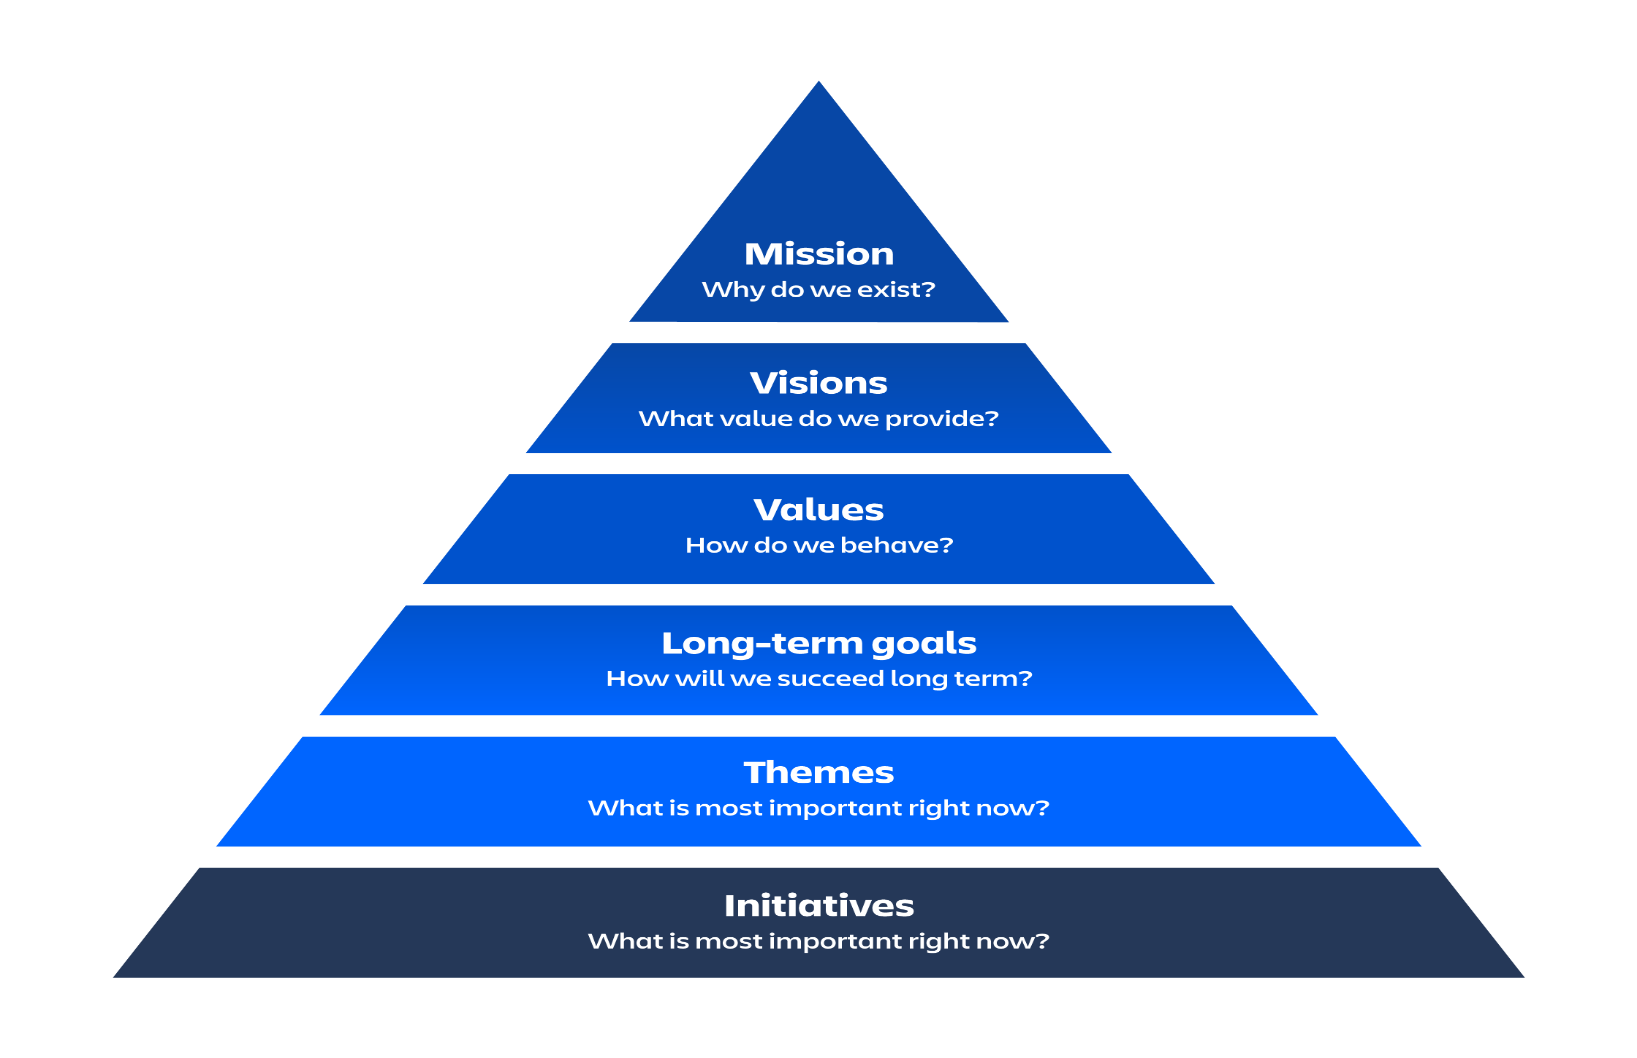 Mission
Why do we exist?
Visions
What value do we provide?
Values
How do we behave?
Long-term goals
How will we succeed long term?
Themes
What is most important right now?
Initiatives
What is most important right now?